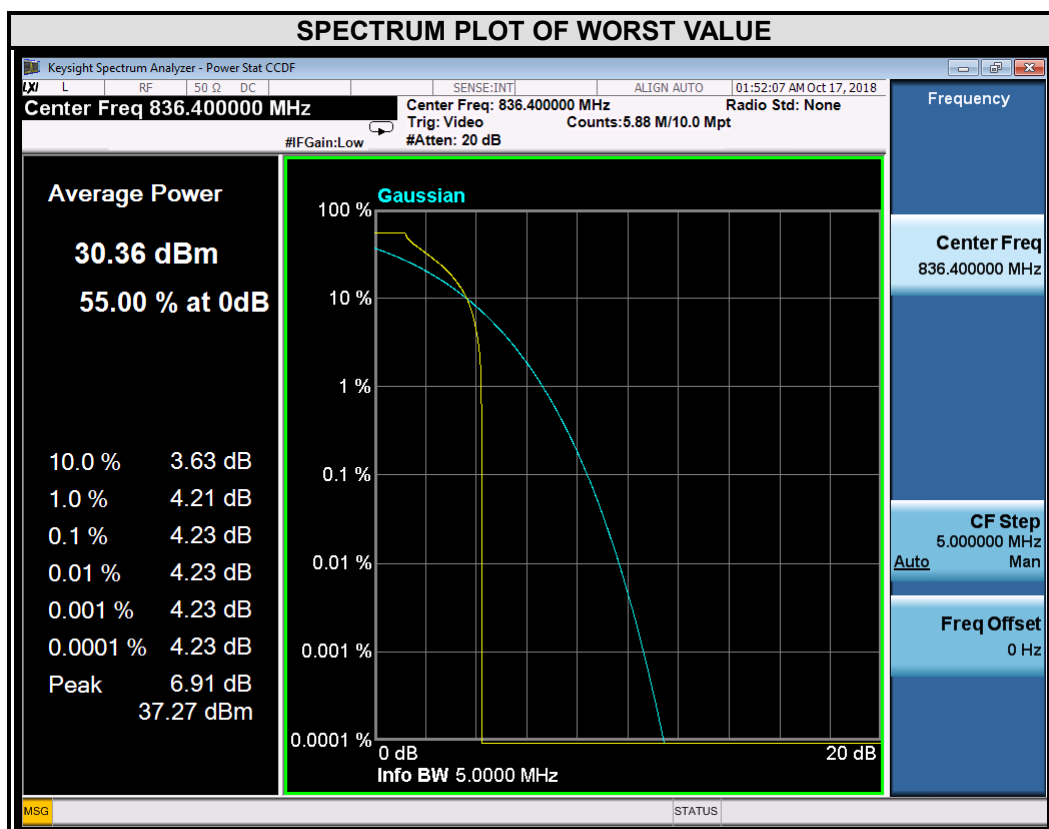 SPECTRUM PLOT OF WORST VALUE
Keysight Spectrum Analyzer - Power Stat CCDF
LXI L RF 50 Ω DC SENSE:INT ALIGN AUTO 01:52:07 AM Oct 17, 2018
Center Freq 836.400000 MHz
Center Freq: 836.400000 MHz Radio Std: None
Trig: Video Counts:5.88 M/10.0 Mpt
#IFGain:Low #Atten: 20 dB
Average Power
30.36 dBm
55.00 % at 0dB
10.0 % 3.63 dB
1.0 % 4.21 dB
0.1 % 4.23 dB
0.01 % 4.23 dB
0.001 % 4.23 dB
0.0001 % 4.23 dB
Peak 6.91 dB
37.27 dBm
Gaussian
100 %
10 %
1 %
0.1 %
0.01 %
0.001 %
0.0001 %
0 dB 20 dB
Info BW 5.0000 MHz
Frequency
Center Freq
836.400000 MHz
CF Step
5.000000 MHz
Auto Man
Freq Offset
0 Hz
MSG STATUS